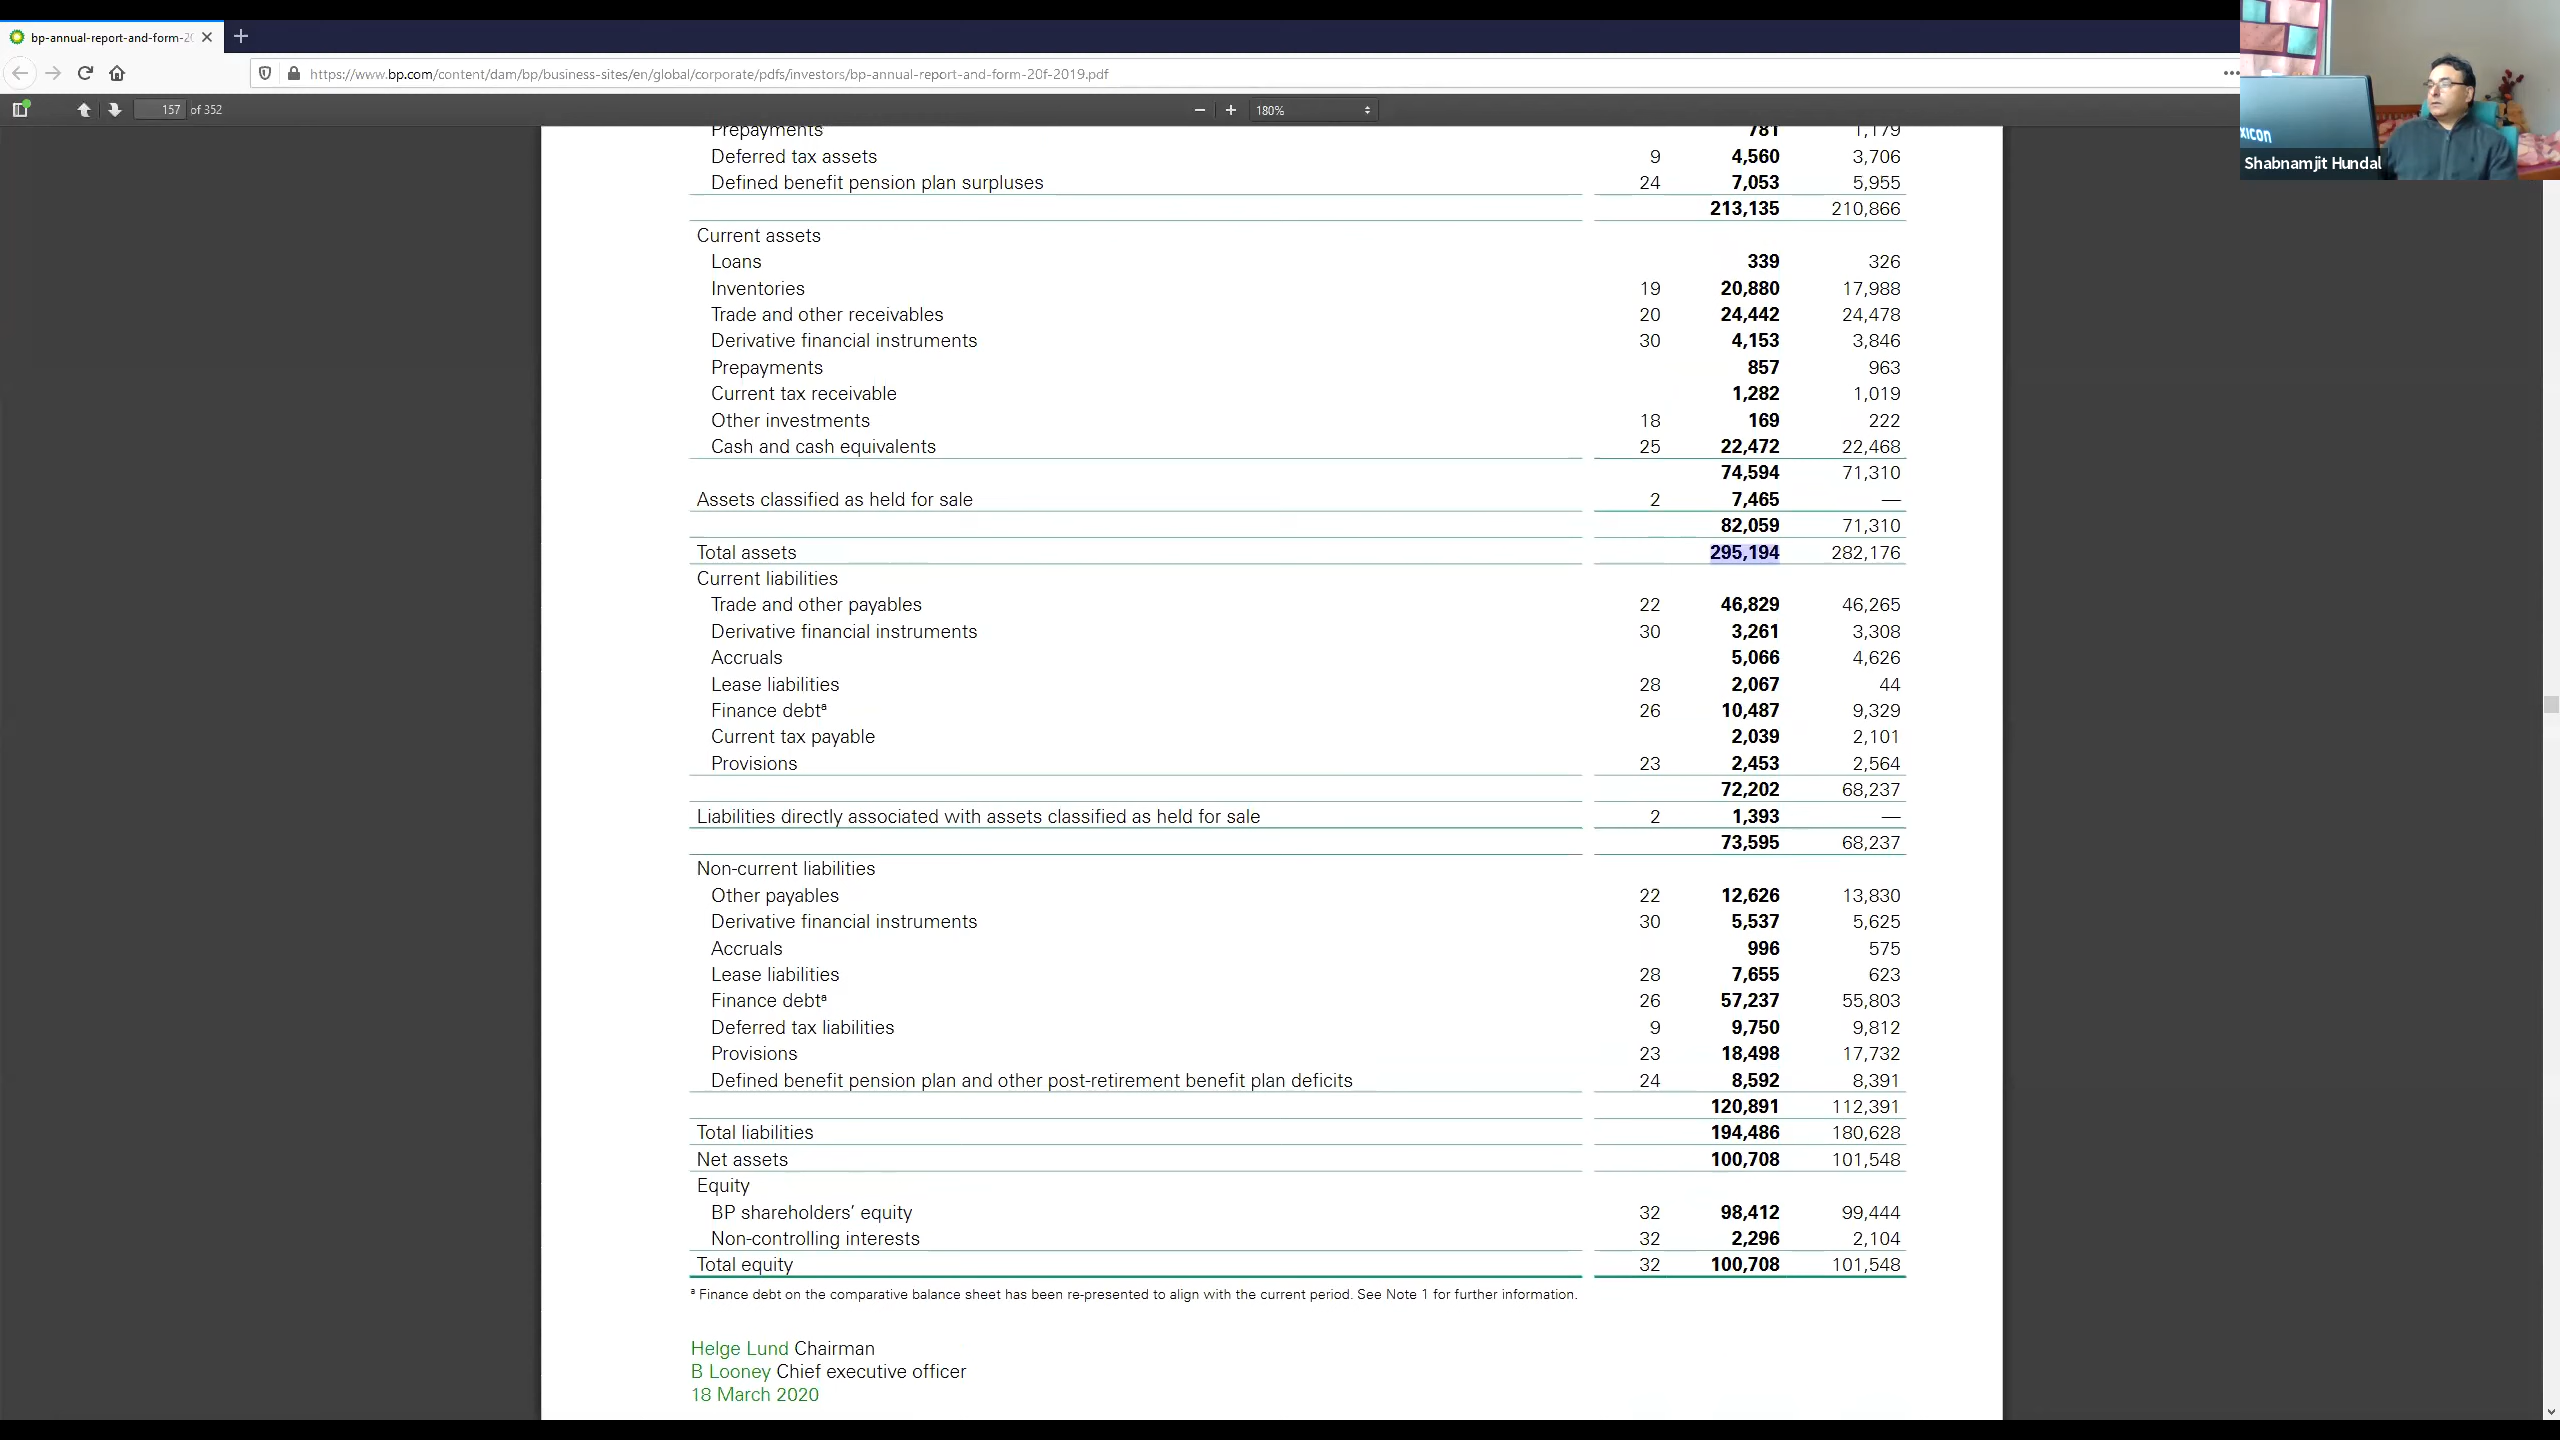 bp-annual-report-and-form-20
https://www.bp.com/content/dam/bp/business-sites/en/global/corporate/pdfs/investors/bp-annual-report-and-form-20f-2019.pdf
157 of 352
180%
xicon
Shabnamjit Hundal
Prepayments 781 1,179
Deferred tax assets 9 4,560 3,706
Defined benefit pension plan surpluses 24 7,053 5,955
213,135 210,866
Current assets
Loans 339 326
Inventories 19 20,880 17,988
Trade and other receivables 20 24,442 24,478
Derivative financial instruments 30 4,153 3,846
Prepayments 857 963
Current tax receivable 1,282 1,019
Other investments 18 169 222
Cash and cash equivalents 25 22,472 22,468
74,594 71,310
Assets classified as held for sale 2 7,465 —
82,059 71,310
Total assets 295,194 282,176
Current liabilities
Trade and other payables 22 46,829 46,265
Derivative financial instruments 30 3,261 3,308
Accruals 5,066 4,626
Lease liabilities 28 2,067 44
Finance debtᵃ 26 10,487 9,329
Current tax payable 2,039 2,101
Provisions 23 2,453 2,564
72,202 68,237
Liabilities directly associated with assets classified as held for sale 2 1,393 —
73,595 68,237
Non-current liabilities
Other payables 22 12,626 13,830
Derivative financial instruments 30 5,537 5,625
Accruals 996 575
Lease liabilities 28 7,655 623
Finance debtᵃ 26 57,237 55,803
Deferred tax liabilities 9 9,750 9,812
Provisions 23 18,498 17,732
Defined benefit pension plan and other post-retirement benefit plan deficits 24 8,592 8,391
120,891 112,391
Total liabilities 194,486 180,628
Net assets 100,708 101,548
Equity
BP shareholders’ equity 32 98,412 99,444
Non-controlling interests 32 2,296 2,104
Total equity 32 100,708 101,548
ᵃ Finance debt on the comparative balance sheet has been re-presented to align with the current period. See Note 1 for further information.
Helge Lund Chairman
B Looney Chief executive officer
18 March 2020